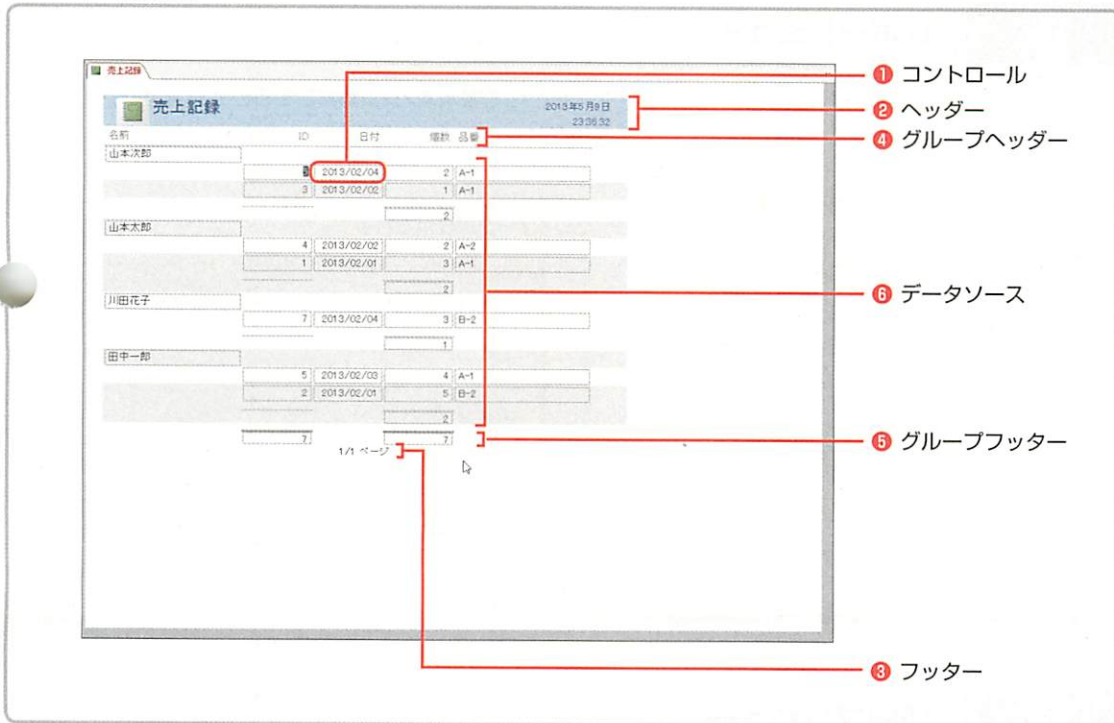 売上記録
売上記録
2013年5月9日
23:36:32
名前 ID 日付 個数 品番
山本次郎
2013/02/04 2 A-1
3 2013/02/02 1 A-1
2
山本太郎
4 2013/02/02 2 A-2
1 2013/02/01 3 A-1
2
川田花子
7 2013/02/04 3 B-2
1
田中一郎
5 2013/02/03 4 A-1
2 2013/02/01 5 B-2
2
7 7
1/1 ページ
❶ コントロール
❷ ヘッダー
❹ グループヘッダー
❻ データソース
❺ グループフッター
❸ フッター